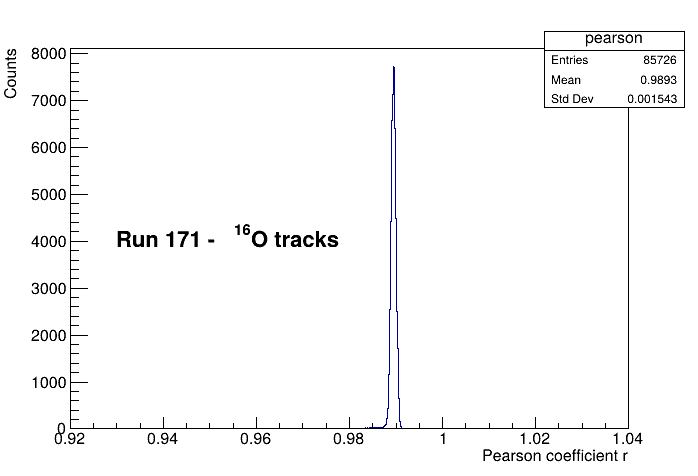 pearson
Entries 85726
Mean 0.9893
Std Dev 0.001543
Counts
8000
7000
6000
5000
4000
3000
2000
1000
0
Run 171 - ¹⁶O tracks
0.92 0.94 0.96 0.98 1 1.02 1.04
Pearson coefficient r